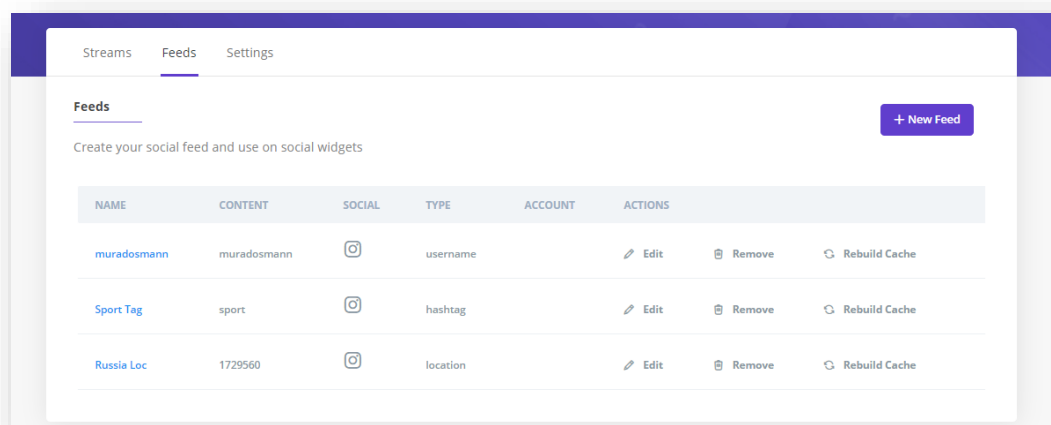 Streams Feeds Settings
Feeds
+ New Feed
Create your social feed and use on social widgets
NAME CONTENT SOCIAL TYPE ACCOUNT ACTIONS
muradosmann muradosmann username Edit Remove Rebuild Cache
Sport Tag sport hashtag Edit Remove Rebuild Cache
Russia Loc 1729560 location Edit Remove Rebuild Cache